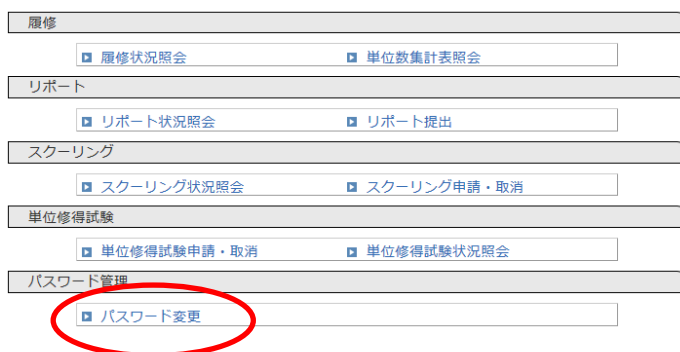 履修
履修状況照会 単位数集計表照会
リポート
リポート状況照会 リポート提出
スクーリング
スクーリング状況照会 スクーリング申請・取消
単位修得試験
単位修得試験申請・取消 単位修得試験状況照会
パスワード管理
パスワード変更